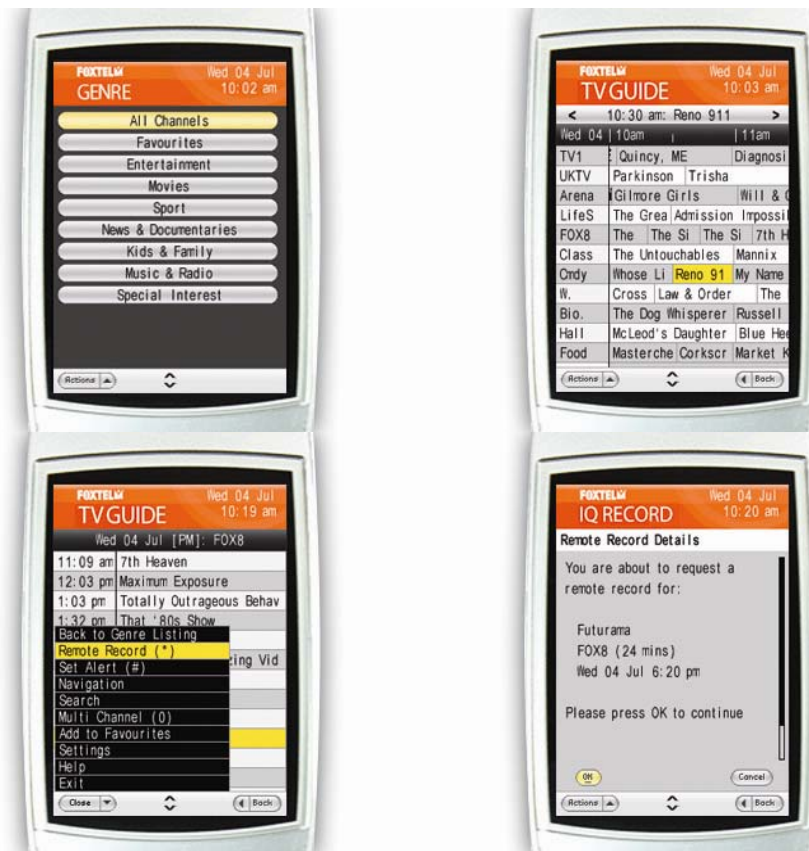 FOXTEL Wed 04 Jul
GENRE 10:02 am
All Channels
Favourites
Entertainment
Movies
Sport
News & Documentaries
Kids & Family
Music & Radio
Special Interest
Actions
FOXTEL Wed 04 Jul
TV GUIDE 10:03 am
< 10:30 am: Reno 911 >
Wed 04 10am 11am
TV1 Quincy, ME Diagnosi
UKTV Parkinson Trisha
Arena Gilmore Girls Will &
LifeS The Grea Admission Impossi
FOX8 The The Si The Si 7th H
Class The Untouchables Mannix
Cmdy Whose Li Reno 91 My Name
W. Cross Law & Order The
Bio. The Dog Whisperer Russell
Hall McLeod's Daughter Blue Hee
Food Masterche Corkscr Market K
Actions Back
FOXTEL Wed 04 Jul
TV GUIDE 10:19 am
Wed 04 Jul [PM]: FOX8
11:09 am 7th Heaven
12:03 pm Maximum Exposure
1:03 pm Totally Outrageous Behav
1:32 pm That '80s Show
Back to Genre Listing
Remote Record (*)
zing Vid
Set Alert (#)
Navigation
Search
Multi Channel (0)
Add to Favourites
Settings
Help
Exit
Close Back
FOXTEL Wed 04 Jul
IQ RECORD 10:20 am
Remote Record Details
You are about to request a
remote record for:
Futurama
FOX8 (24 mins)
Wed 04 Jul 6:20 pm
Please press OK to continue
OK Cancel
Actions Back